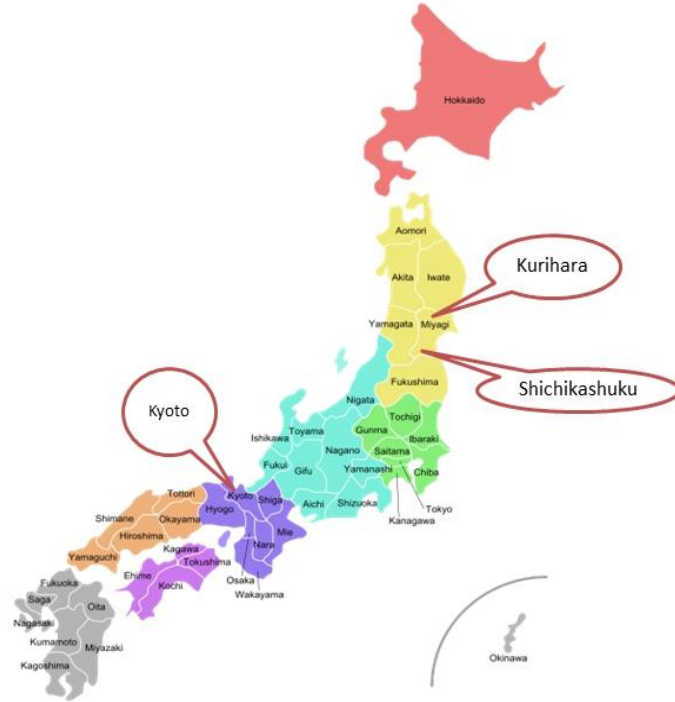 Hokkaido
Aomori
Akita
Iwate
Kurihara
Yamagata
Miyagi
Shichikashuku
Fukushima
Kyoto
Nigata
Tochigi
Gunma
Ishikawa
Toyama
Ibaraki
Nagano
Saitama
Fukui
Gifu
Yamanashi
Chiba
Tottori
Kyoto
Shiga
Aichi
Shizuoka
Tokyo
Hyogo
Kanagawa
Shimane
Okayama
Mie
Hiroshima
Nara
Kagawa
Yamaguchi
Tokushima
Osaka
Ehime
Kochi
Wakayama
Fukuoka
Saga
Oita
Nagasaki
Kumamoto
Miyazaki
Kagoshima
Okinawa